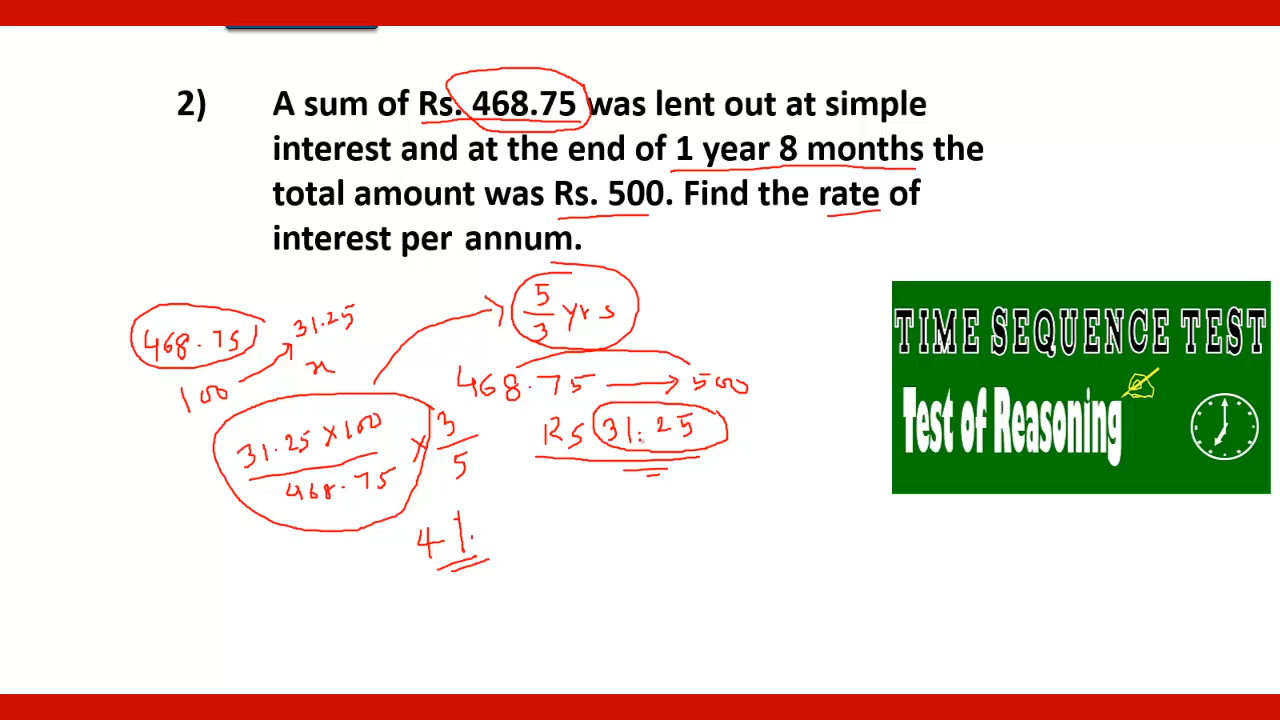 2) A sum of Rs. 468.75 was lent out at simple
interest and at the end of 1 year 8 months the
total amount was Rs. 500. Find the rate of
interest per annum.
5/3 yrs
468.75 31.25
100 x
468.75 → 500
Rs 31.25
31.25 x 100 / 468.75 x 3/5
4%
TIME SEQUENCE TEST
Test of Reasoning